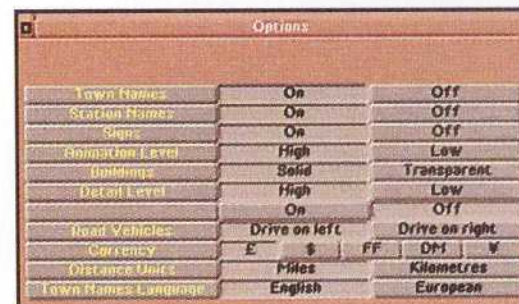 Options
Town Names On Off
Station Names On Off
Signs On Off
Animation Level High Low
Buildings Solid Transparent
Detail Level High Low
On Off
Road Vehicles Drive on left Drive on right
Currency £ $ FF DM ¥
Distance Units Miles Kilometres
Town Names Language English European